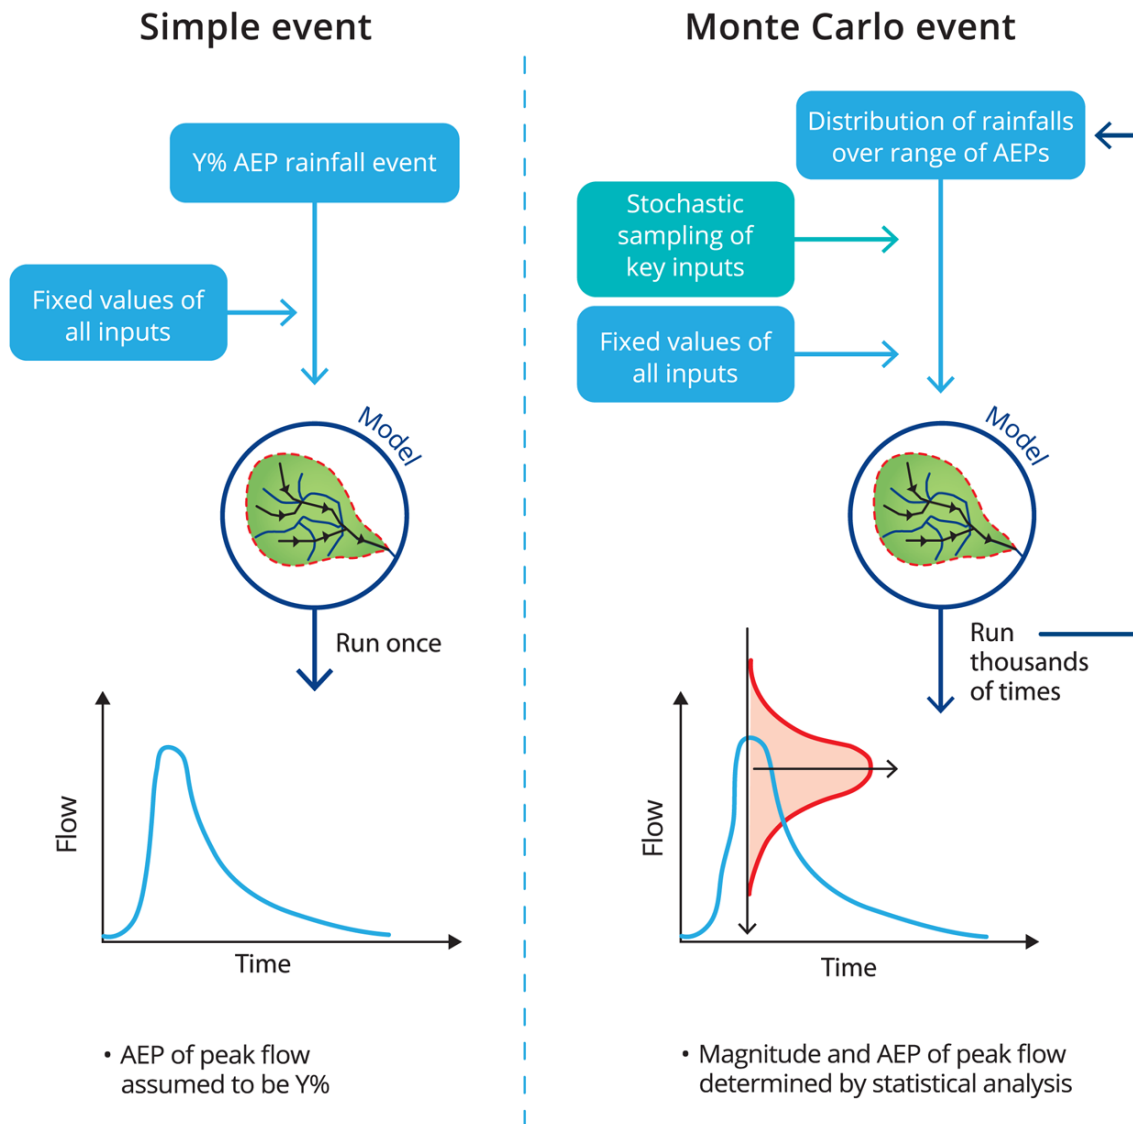 Simple event
Y% AEP rainfall event
Fixed values of
all inputs
Model
Run once
Flow
Time
• AEP of peak flow
assumed to be Y%
Monte Carlo event
Distribution of rainfalls
over range of AEPs
Stochastic
sampling of
key inputs
Fixed values of
all inputs
Model
Run
thousands
of times
Flow
Time
• Magnitude and AEP of peak flow
determined by statistical analysis